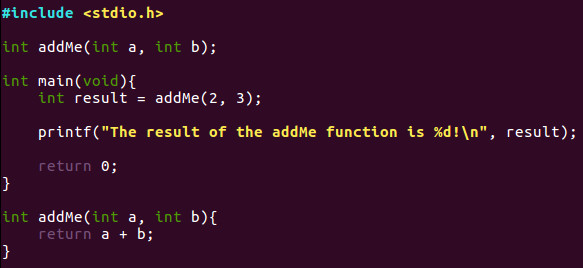 #include <stdio.h>
int addMe(int a, int b);
int main(void){
    int result = addMe(2, 3);
    printf("The result of the addMe function is %d!\n", result);
    return 0;
}
int addMe(int a, int b){
    return a + b;
}